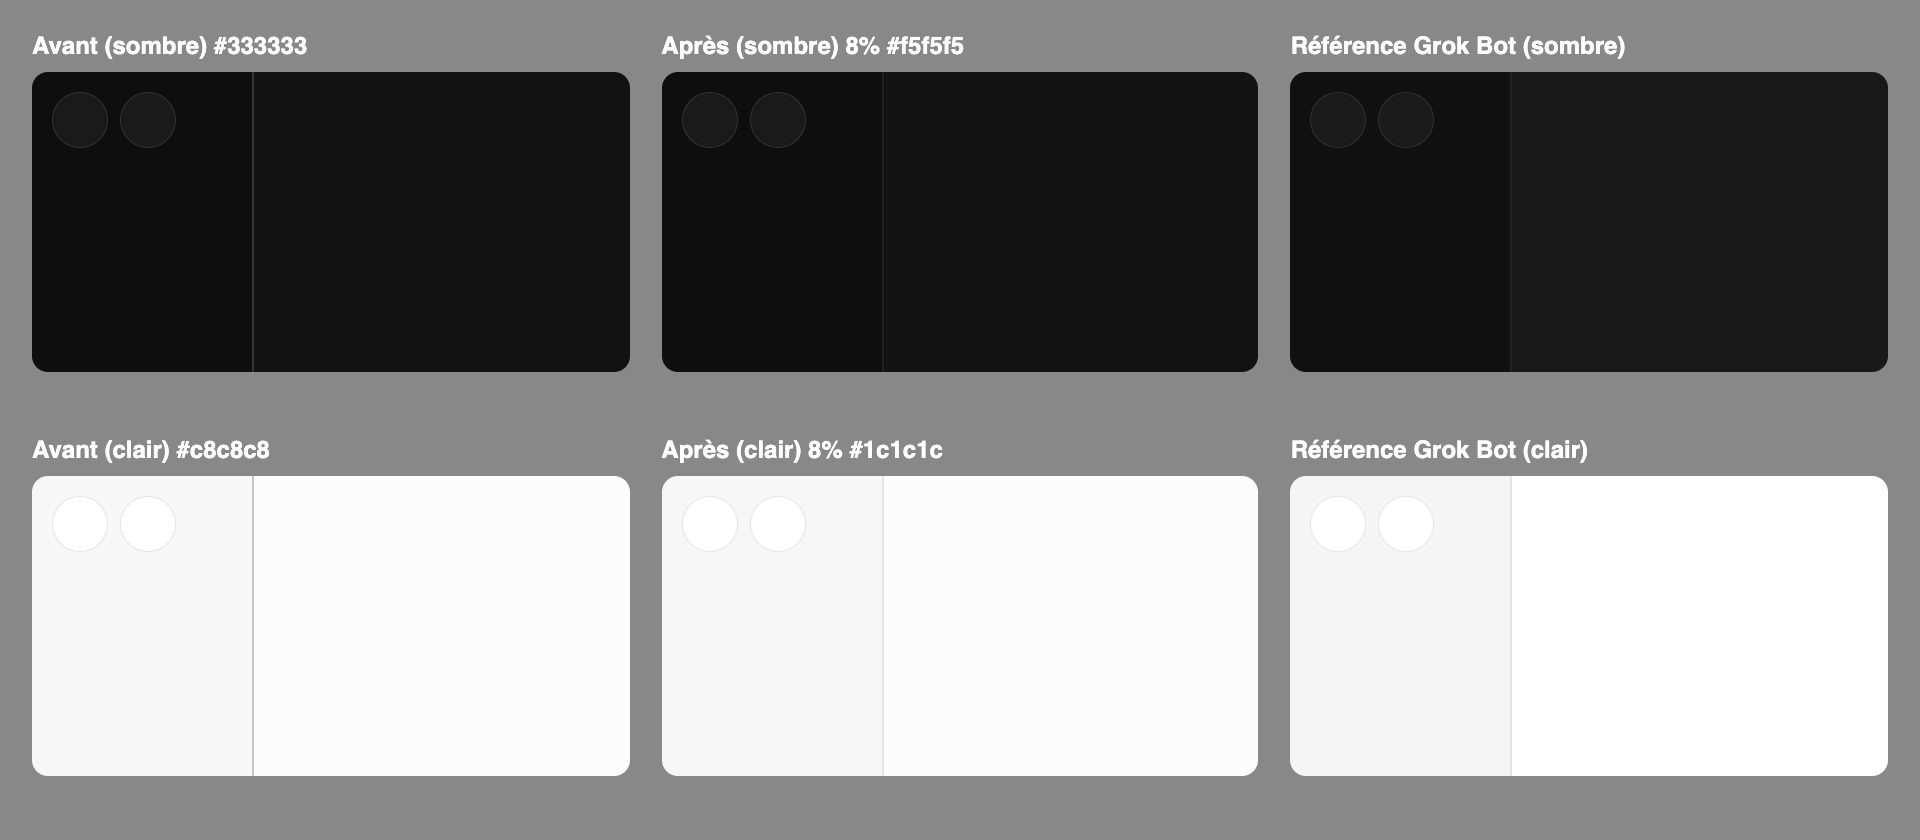 Avant (sombre) #333333
Après (sombre) 8% #f5f5f5
Référence Grok Bot (sombre)
Avant (clair) #c8c8c8
Après (clair) 8% #1c1c1c
Référence Grok Bot (clair)